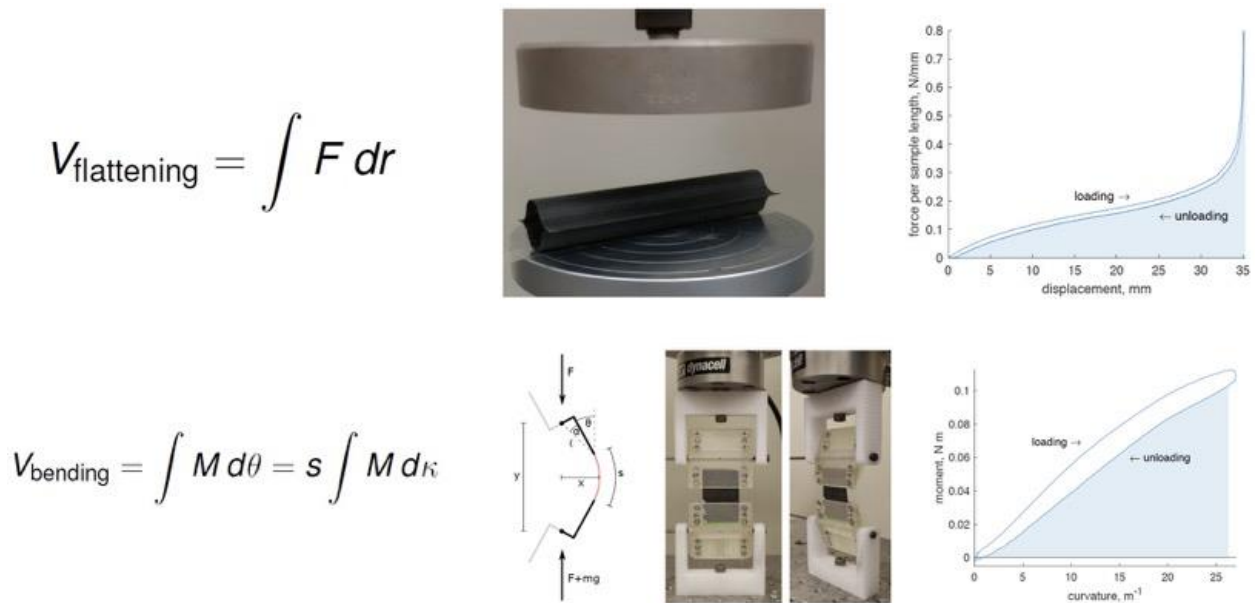 V_flattening = ∫ F dr
0.8
0.7
0.6
0.5
0.4
0.3
0.2
0.1
0
force per sample length, N/mm
loading →
← unloading
0 5 10 15 20 25 30 35
displacement, mm
V_bending = ∫ M dθ = s ∫ M dκ
F
θ
α
y
x
s
F+mg
dynacell
dynacell
0.1
0.08
0.06
0.04
0.02
0
moment, N m
loading →
← unloading
0 5 10 15 20 25
curvature, m⁻¹